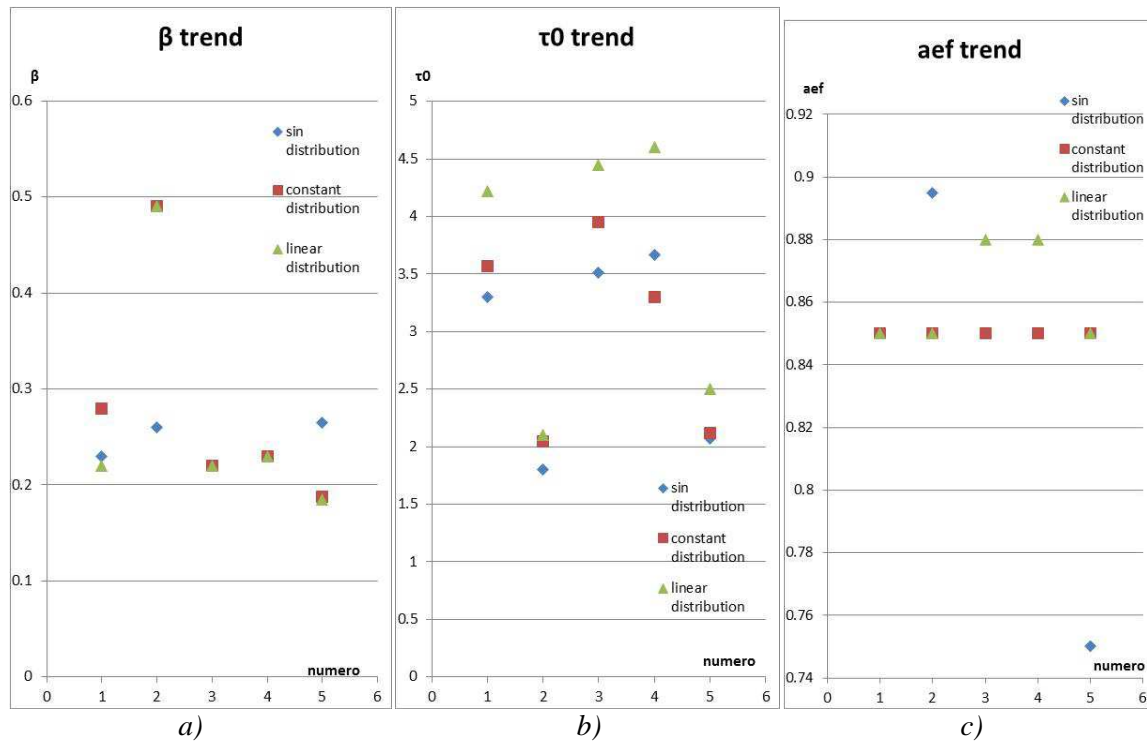 β trend
β
0.6
0.5
0.4
0.3
0.2
0.1
0
0 1 2 3 4 5 6
numero
sin
distribution
constant
distribution
linear
distribution
a)
τ0 trend
τ0
5
4.5
4
3.5
3
2.5
2
1.5
1
0.5
0
0 1 2 3 4 5 6
numero
sin
distribution
constant
distribution
linear
distribution
b)
aef trend
aef
0.92
0.9
0.88
0.86
0.84
0.82
0.8
0.78
0.76
0.74
0 1 2 3 4 5 6
numero
sin
distribution
constant
distribution
linear
distribution
c)